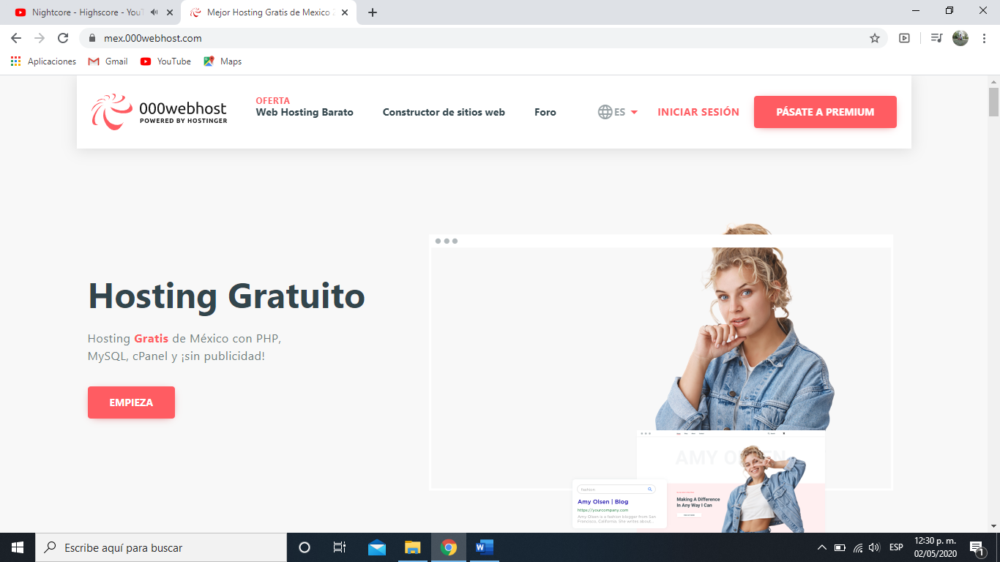 Nightcore - Highscore - YouT
Mejor Hosting Gratis de Mexico 2
mex.000webhost.com
Aplicaciones
Gmail
YouTube
Maps
000webhost
POWERED BY HOSTINGER
OFERTA
Web Hosting Barato
Constructor de sitios web
Foro
ES
INICIAR SESIÓN
PÁSATE A PREMIUM
Hosting Gratuito
Hosting Gratis de México con PHP,
MySQL, cPanel y ¡sin publicidad!
EMPIEZA
AMY OLSEN
Making A Difference
In Any Way I Can
fashion
Amy Olsen | Blog
https://yourcompany.com
Amy Olsen is a fashion blogger from San
Francisco, California. She writes about...
Escribe aquí para buscar
ESP
12:30 p. m.
02/05/2020
1